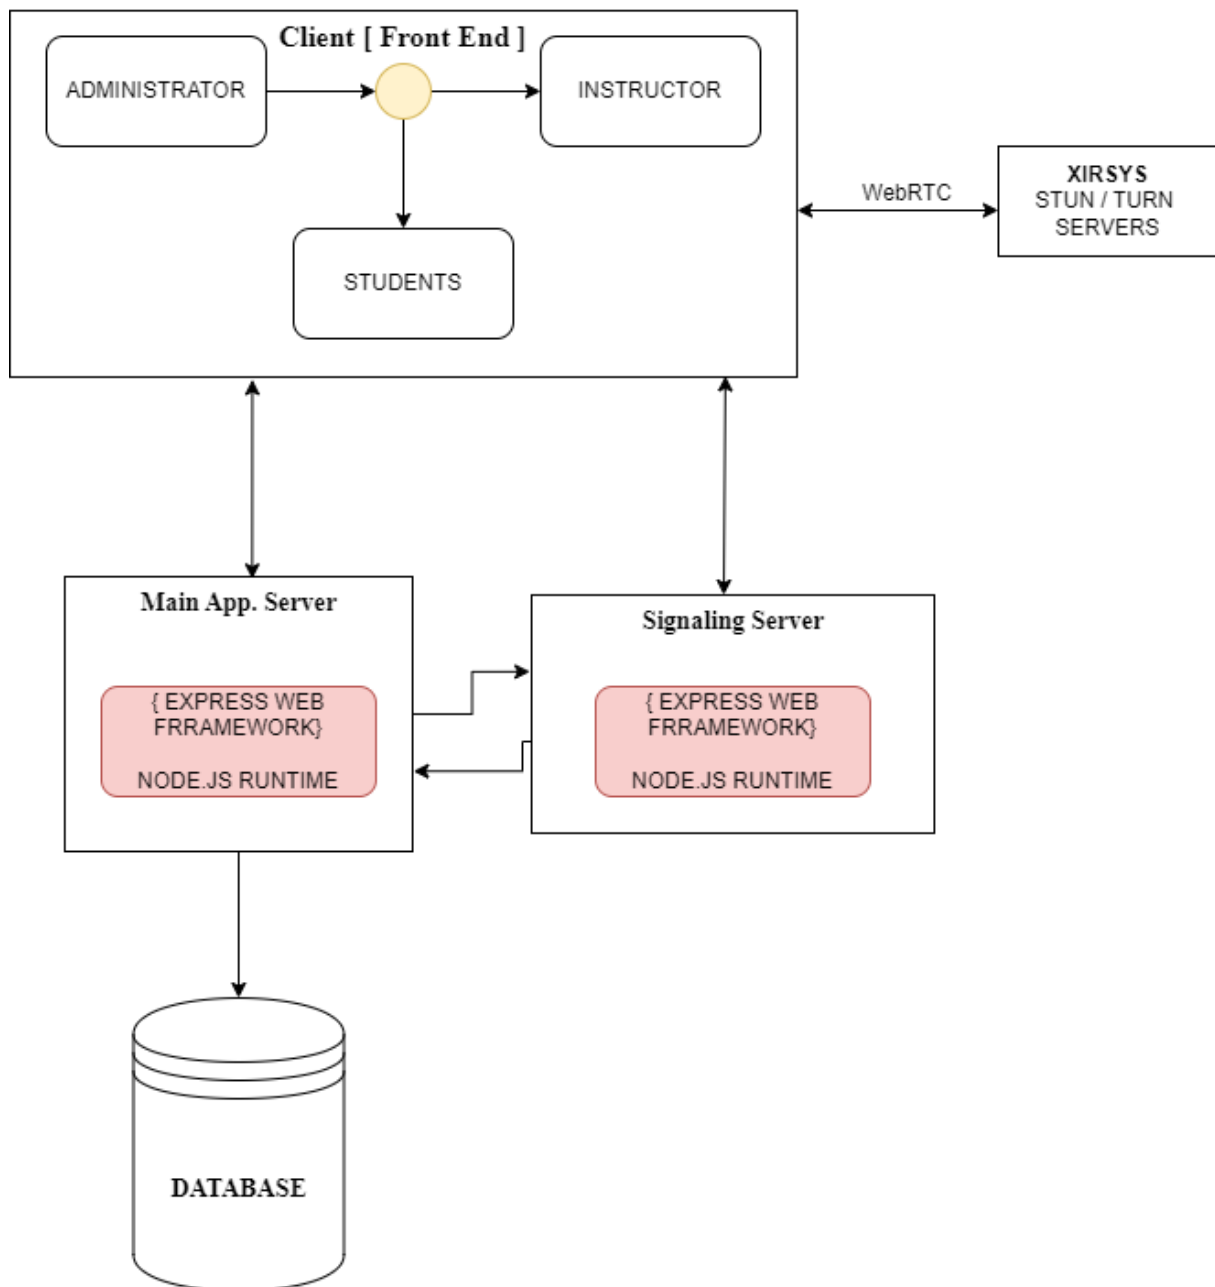 Client [ Front End ]
ADMINISTRATOR
INSTRUCTOR
STUDENTS
WebRTC
XIRSYS
STUN / TURN
SERVERS
Main App. Server
{ EXPRESS WEB
FRRAMEWORK}
NODE.JS RUNTIME
Signaling Server
{ EXPRESS WEB
FRRAMEWORK}
NODE.JS RUNTIME
DATABASE